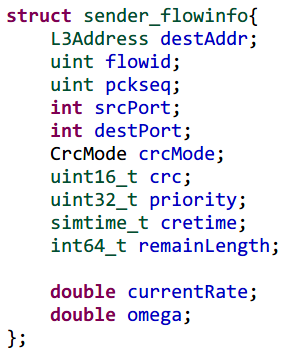 struct sender_flowinfo{
    L3Address destAddr;
    uint flowid;
    uint pckseq;
    int srcPort;
    int destPort;
    CrcMode crcMode;
    uint16_t crc;
    uint32_t priority;
    simtime_t cretime;
    int64_t remainLength;

    double currentRate;
    double omega;
};